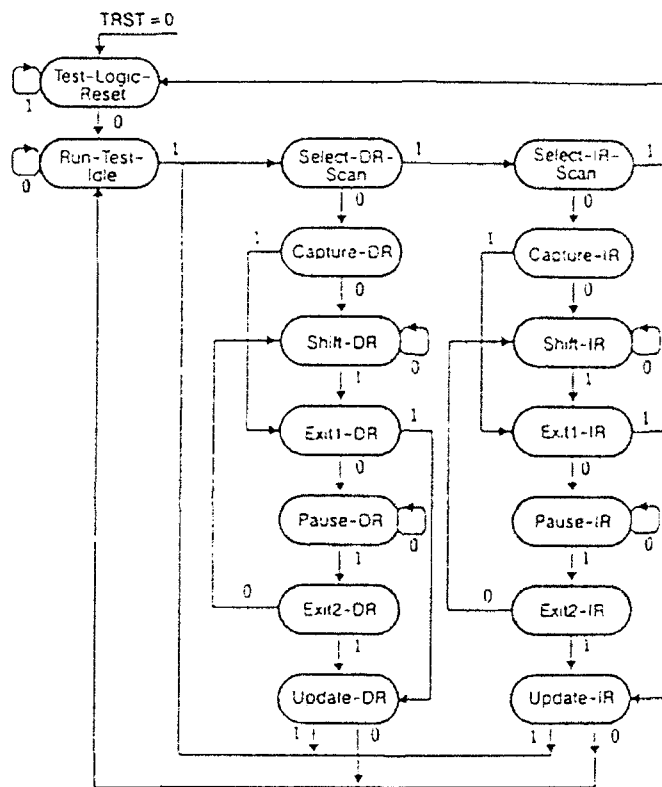 TRST = 0
Test-Logic-
Reset
1
0
Run-Test-
Idle
0
1
Select-DR-
Scan
1
0
Select-IR-
Scan
1
0
1
Capture-DR
0
1
Capture-IR
0
Shift-DR
0
1
Shift-IR
0
1
Exit1-DR
1
0
Exit1-IR
1
0
Pause-DR
0
1
Pause-IR
0
1
0
Exit2-DR
1
0
Exit2-IR
1
Update-DR
1
0
Update-IR
1
0